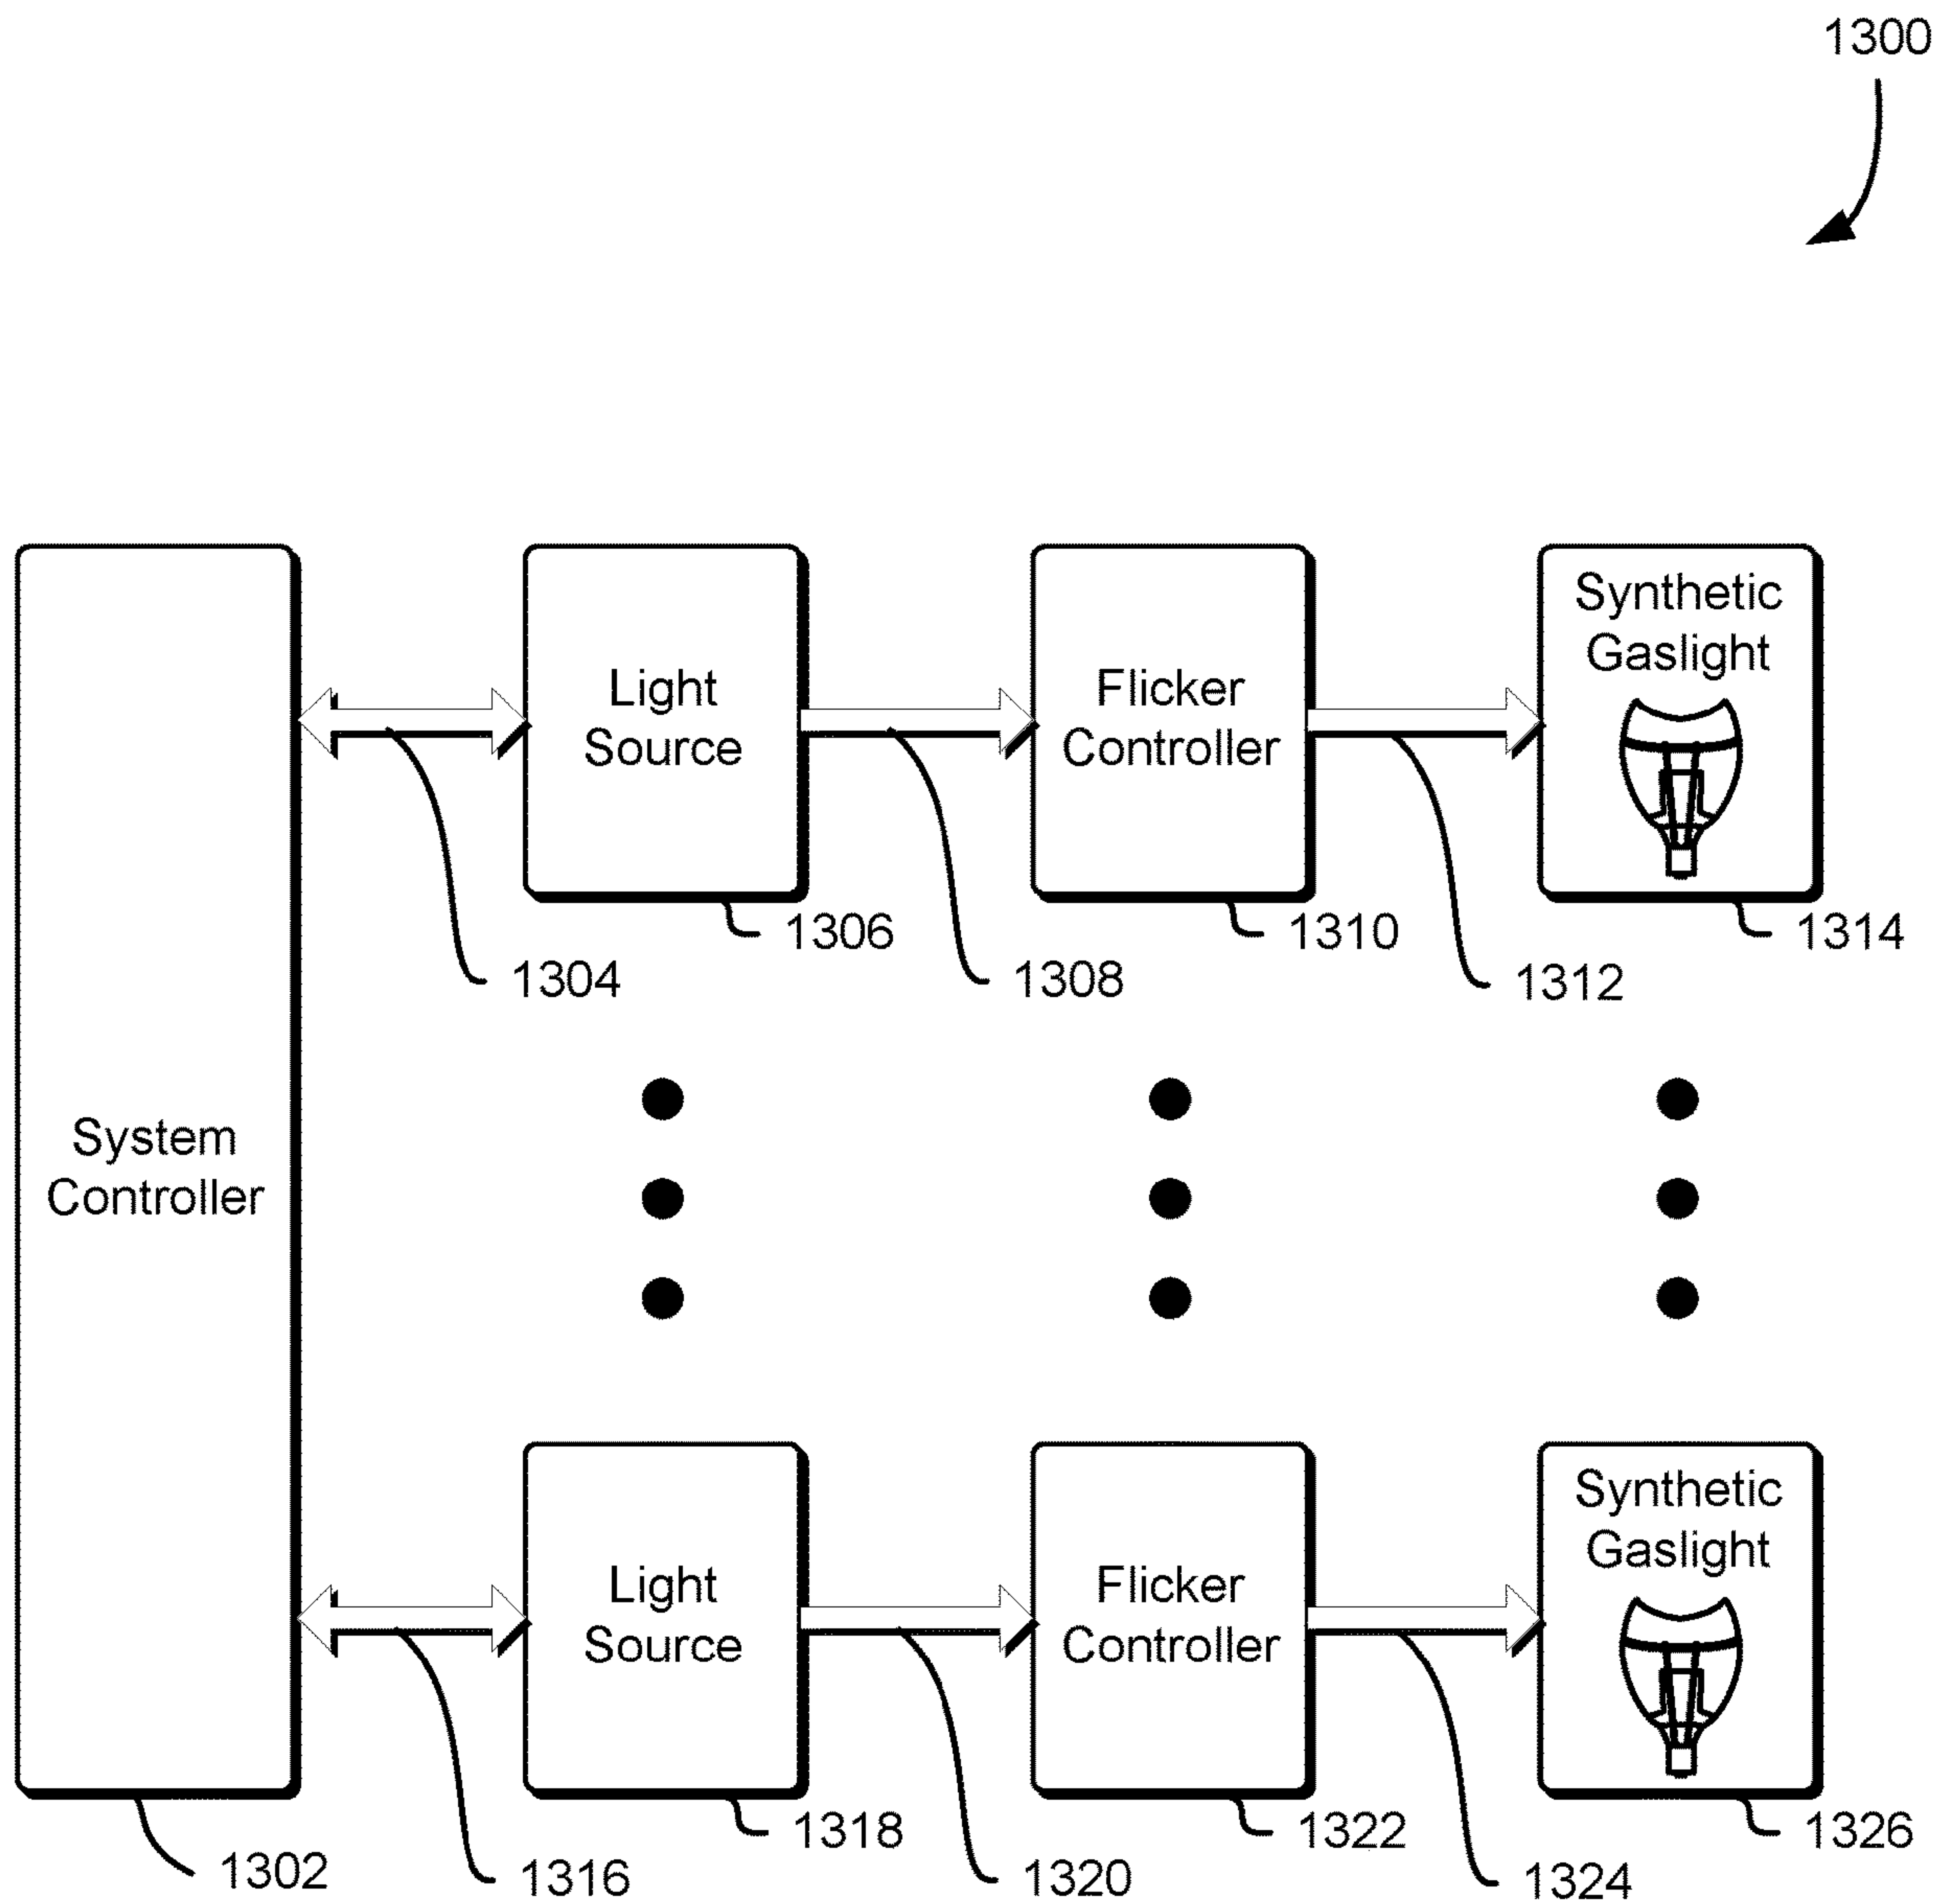 1300
Light
Source
Flicker
Controller
Synthetic
Gaslight
1306
1310
1314
1304
1308
1312
System
Controller
Light
Source
Flicker
Controller
Synthetic
Gaslight
1318
1322
1326
1302
1316
1320
1324